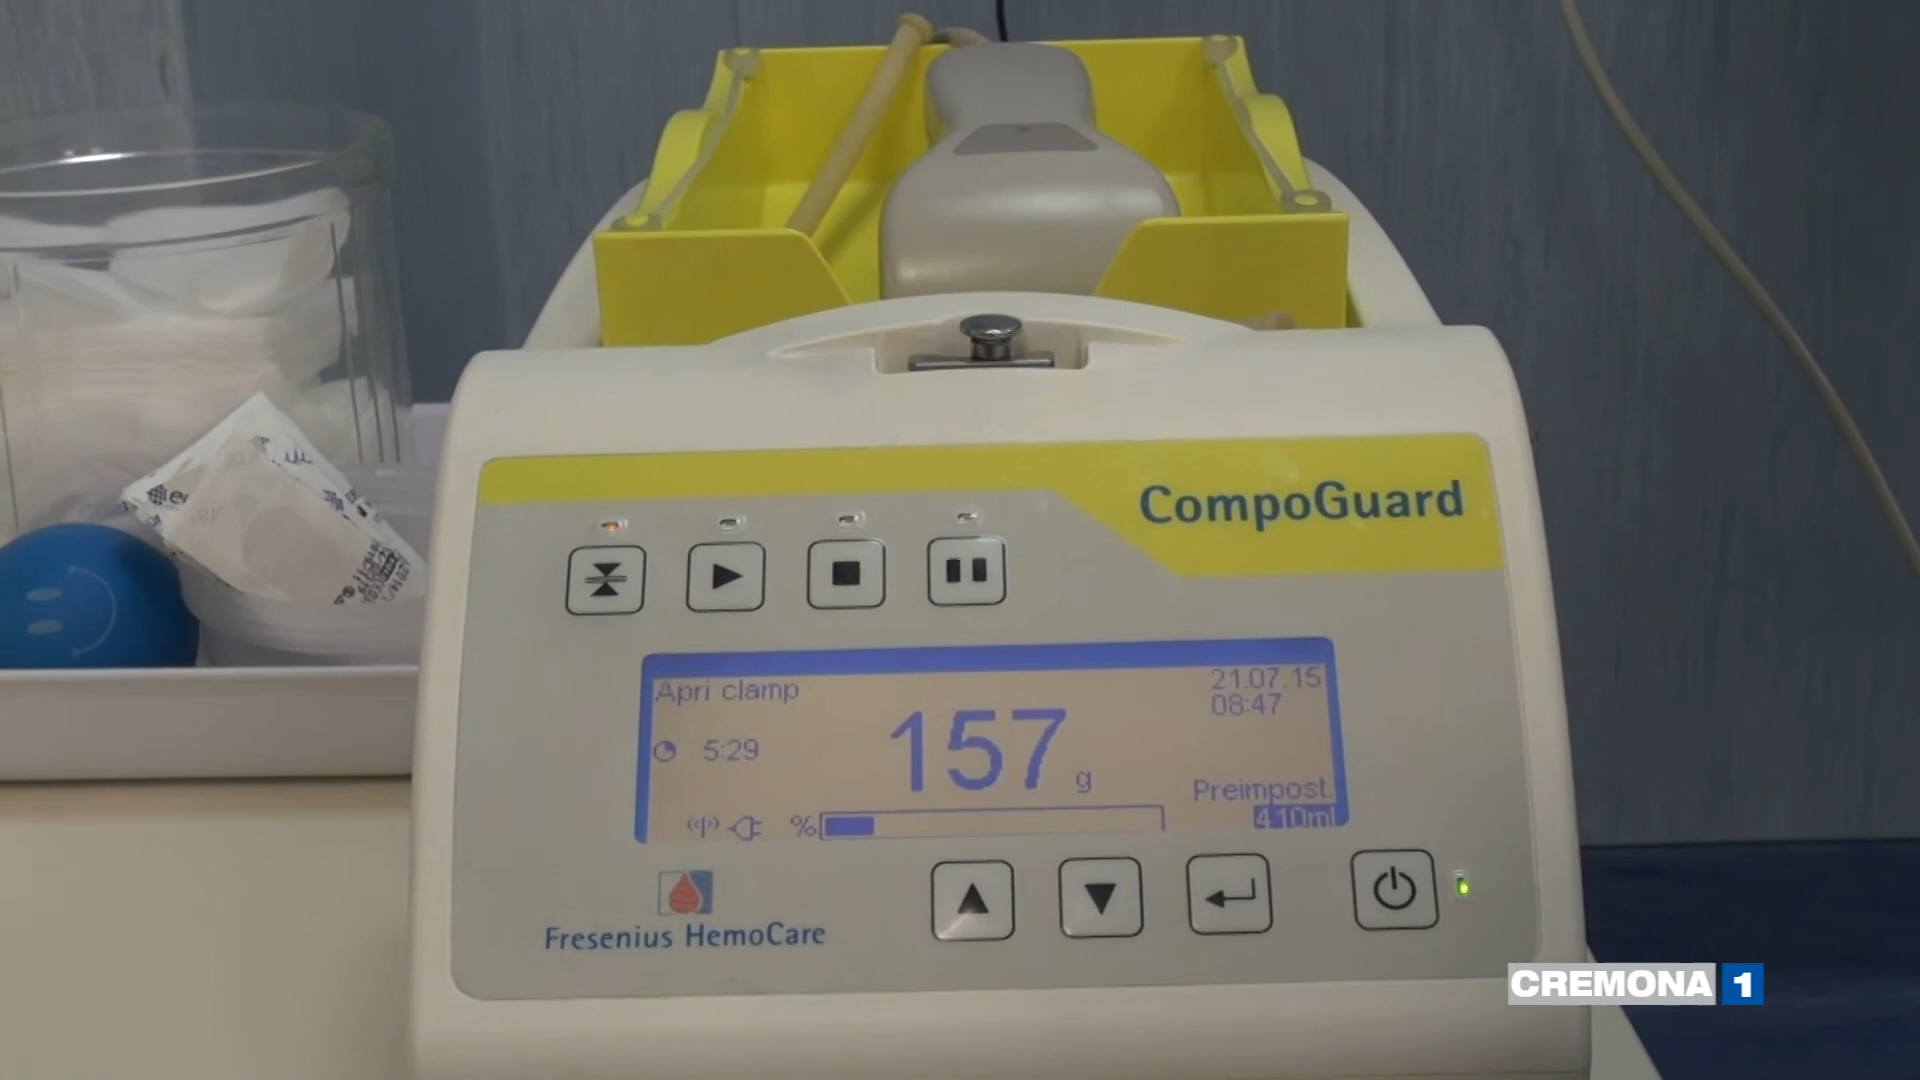 CompoGuard
Apri clamp
21.07.15
08:47
5:29
157 g
Preimpost.
%
410ml
Fresenius HemoCare
CREMONA 1